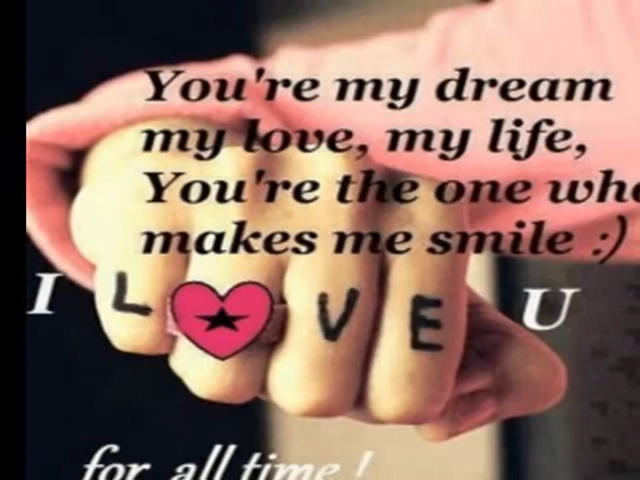 You're my dream
my love, my life,
You're the one who
makes me smile :)
I L VE U
for all time !